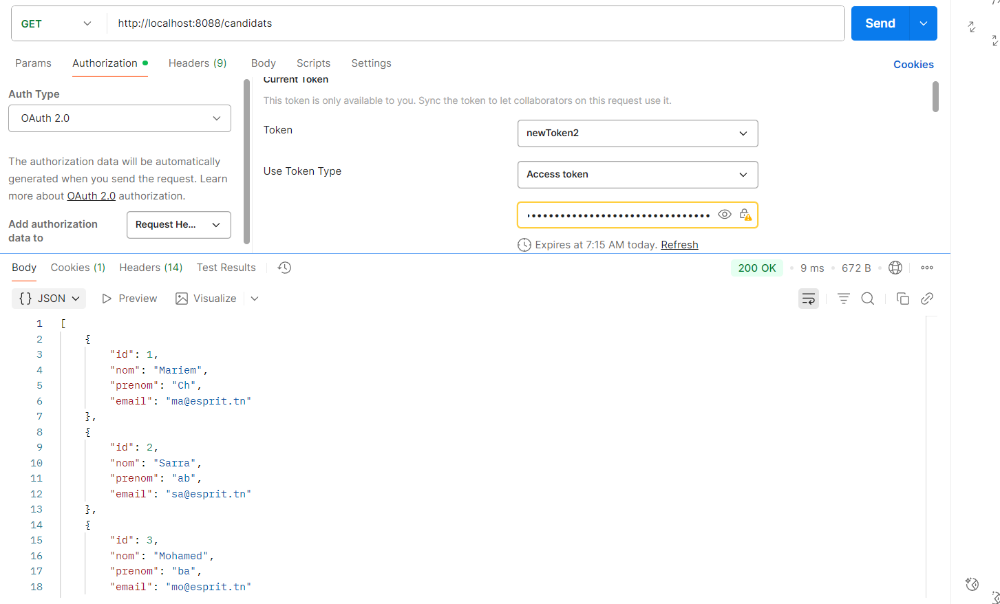 GET http://localhost:8088/candidats Send
Params Authorization Headers (9) Body Scripts Settings Cookies
Auth Type
OAuth 2.0
The authorization data will be automatically
generated when you send the request. Learn
more about OAuth 2.0 authorization.
Add authorization
data to
Request He...
Current Token
This token is only available to you. Sync the token to let collaborators on this request use it.
Token newToken2
Use Token Type Access token
Expires at 7:15 AM today. Refresh
Body Cookies (1) Headers (14) Test Results 200 OK 9 ms 672 B
{} JSON Preview Visualize
1 [
2 {
3 "id": 1,
4 "nom": "Mariem",
5 "prenom": "Ch",
6 "email": "ma@esprit.tn"
7 },
8 {
9 "id": 2,
10 "nom": "Sarra",
11 "prenom": "ab",
12 "email": "sa@esprit.tn"
13 },
14 {
15 "id": 3,
16 "nom": "Mohamed",
17 "prenom": "ba",
18 "email": "mo@esprit.tn"